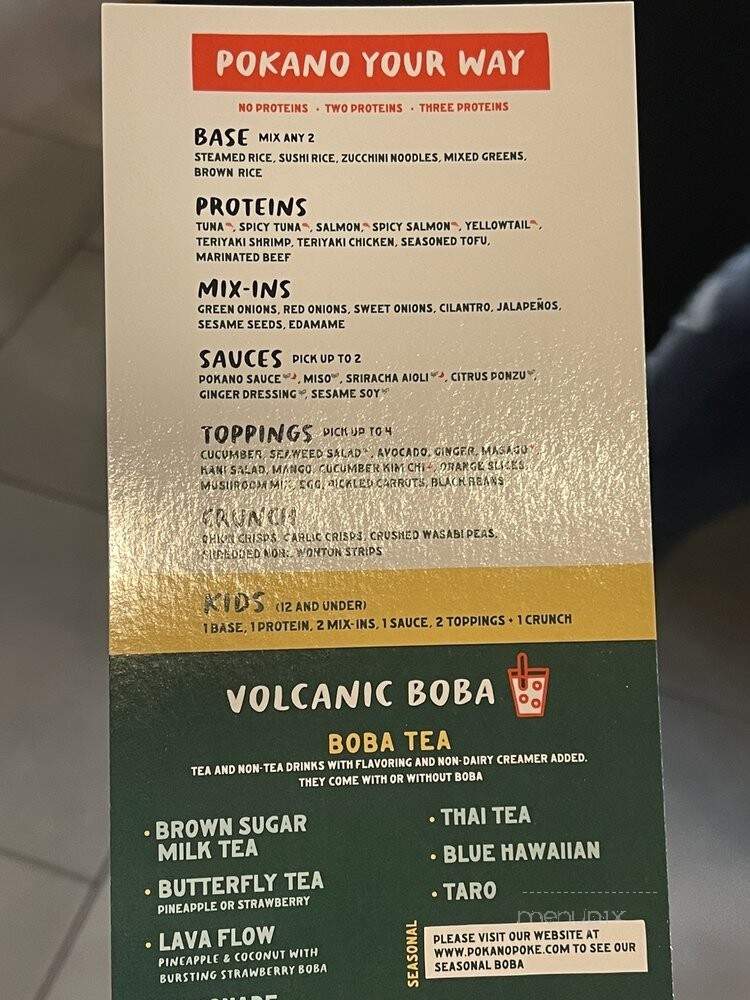 POKANO YOUR WAY
NO PROTEINS · TWO PROTEINS · THREE PROTEINS
BASE MIX ANY 2
STEAMED RICE, SUSHI RICE, ZUCCHINI NOODLES, MIXED GREENS,
BROWN RICE
PROTEINS
TUNA, SPICY TUNA, SALMON, SPICY SALMON, YELLOWTAIL,
TERIYAKI SHRIMP, TERIYAKI CHICKEN, SEASONED TOFU,
MARINATED BEEF
MIX-INS
GREEN ONIONS, RED ONIONS, SWEET ONIONS, CILANTRO, JALAPEÑOS,
SESAME SEEDS, EDAMAME
SAUCES PICK UP TO 2
POKANO SAUCE, MISO, SRIRACHA AIOLI, CITRUS PONZU,
GINGER DRESSING, SESAME SOY
TOPPINGS PICK UP TO 4
CUCUMBER, SEAWEED SALAD, AVOCADO, GINGER, MASAGO,
KANI SALAD, MANGO, CUCUMBER KIM CHI, ORANGE SLICES,
MUSHROOM MIX, EGG, PICKLED CARROTS, BLACK BEANS
CRUNCH
ONION CRISPS, GARLIC CRISPS, CRUSHED WASABI PEAS,
SHREDDED NORI, WONTON STRIPS
KIDS (12 AND UNDER)
1 BASE, 1 PROTEIN, 2 MIX-INS, 1 SAUCE, 2 TOPPINGS + 1 CRUNCH
VOLCANIC BOBA
BOBA TEA
TEA AND NON-TEA DRINKS WITH FLAVORING AND NON-DAIRY CREAMER ADDED.
THEY COME WITH OR WITHOUT BOBA
· BROWN SUGAR
MILK TEA
· BUTTERFLY TEA
PINEAPPLE OR STRAWBERRY
· LAVA FLOW
PINEAPPLE & COCONUT WITH
BURSTING STRAWBERRY BOBA
· THAI TEA
· BLUE HAWAIIAN
· TARO
menupix
SEASONAL
PLEASE VISIT OUR WEBSITE AT
WWW.POKANOPOKE.COM TO SEE OUR
SEASONAL BOBA